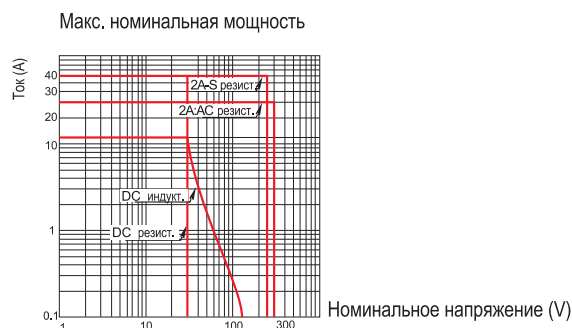 Макс. номинальная мощность
Ток (А)
40
30
20
10
1
0.1
2A-S резист.
2A:AC резист.
DC индукт.
DC резист.
1
10
100
300
Номинальное напряжение (V)